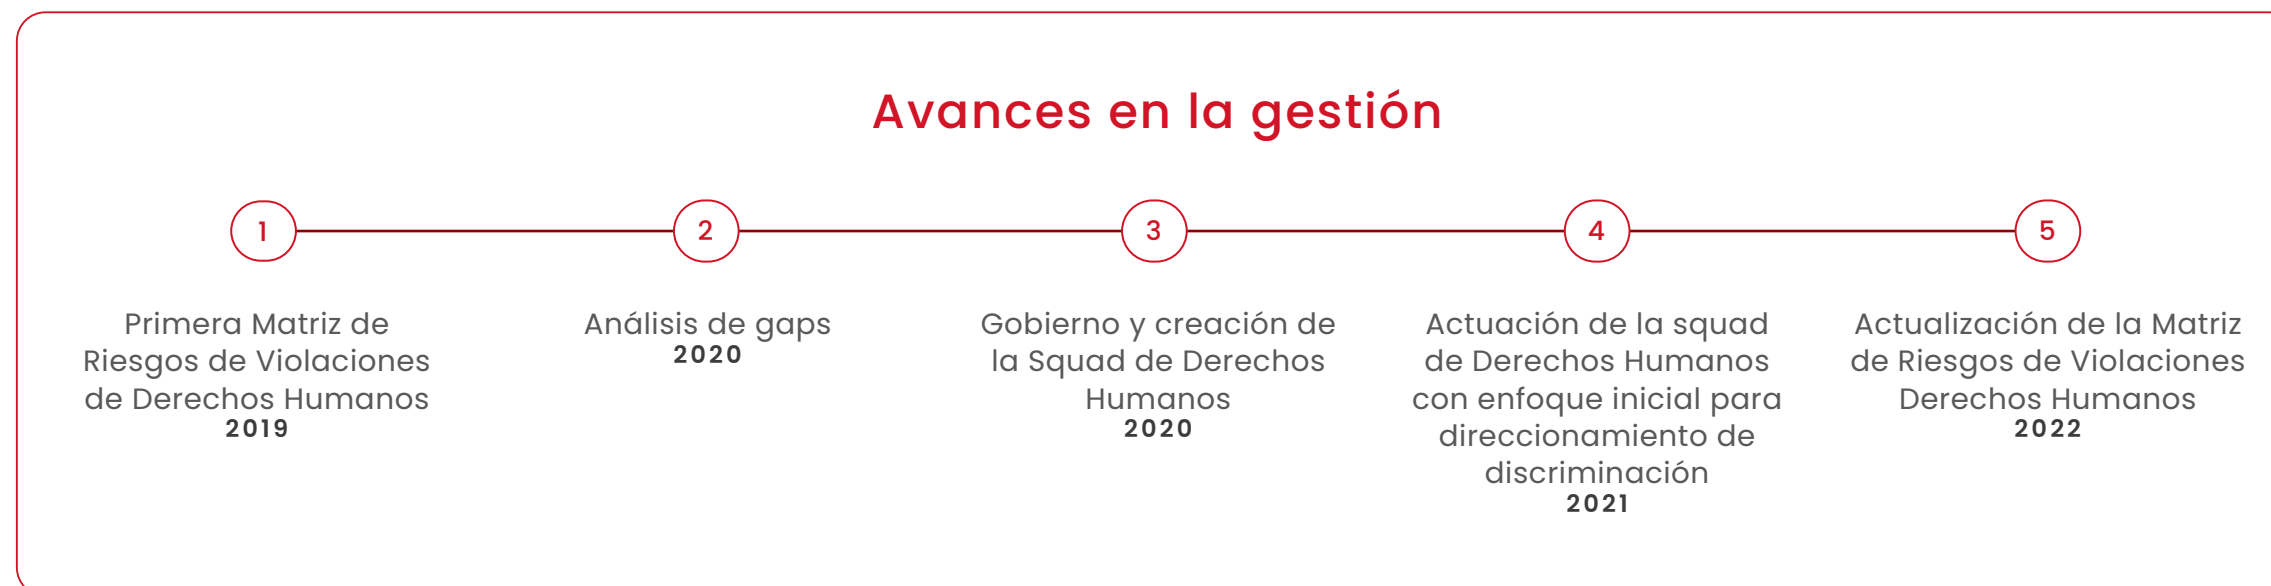 Avances en la gestión
1
2
3
4
5
Primera Matriz de
Riesgos de Violaciones
de Derechos Humanos
2019
Análisis de gaps
2020
Gobierno y creación de
la Squad de Derechos
Humanos
2020
Actuación de la squad
de Derechos Humanos
con enfoque inicial para
direccionamiento de
discriminación
2021
Actualización de la Matriz
de Riesgos de Violaciones
Derechos Humanos
2022